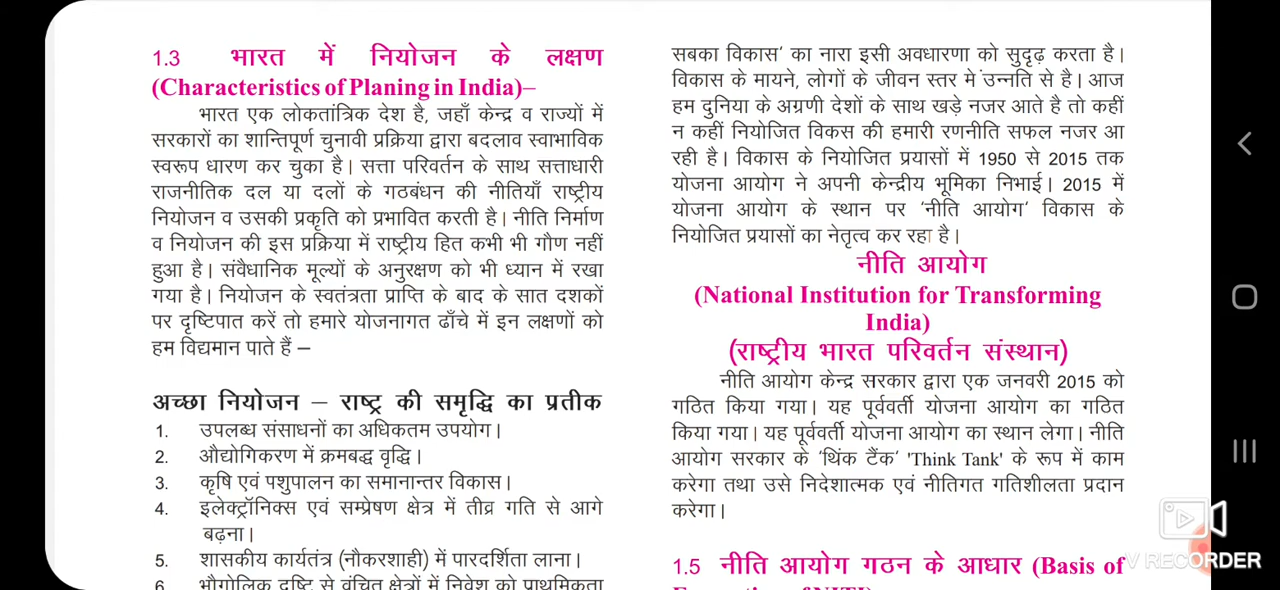 1.3 भारत में नियोजन के लक्षण
(Characteristics of Planing in India)–
भारत एक लोकतांत्रिक देश है, जहाँ केन्द्र व राज्यों में
सरकारों का शान्तिपूर्ण चुनावी प्रक्रिया द्वारा बदलाव स्वाभाविक
स्वरूप धारण कर चुका है। सत्ता परिवर्तन के साथ सत्ताधारी
राजनीतिक दल या दलों के गठबंधन की नीतियाँ राष्ट्रीय
नियोजन व उसकी प्रकृति को प्रभावित करती है। नीति निर्माण
व नियोजन की इस प्रक्रिया में राष्ट्रीय हित कभी भी गौण नहीं
हुआ है। संवैधानिक मूल्यों के अनुरक्षण को भी ध्यान में रखा
गया है। नियोजन के स्वतंत्रता प्राप्ति के बाद के सात दशकों
पर दृष्टिपात करें तो हमारे योजनागत ढाँचे में इन लक्षणों को
हम विद्यमान पाते हैं –
अच्छा नियोजन – राष्ट्र की समृद्धि का प्रतीक
1. उपलब्ध संसाधनों का अधिकतम उपयोग।
2. औद्योगिकरण में क्रमबद्ध वृद्धि।
3. कृषि एवं पशुपालन का समानान्तर विकास।
4. इलेक्ट्रॉनिक्स एवं सम्प्रेषण क्षेत्र में तीव्र गति से आगे
बढ़ना।
5. शासकीय कार्यतंत्र (नौकरशाही) में पारदर्शिता लाना।
6. भौगोलिक दृष्टि से वंचित क्षेत्रों में निवेश को प्राथमिकता
सबका विकास' का नारा इसी अवधारणा को सुदृढ़ करता है।
विकास के मायने, लोगों के जीवन स्तर मे उन्नति से है। आज
हम दुनिया के अग्रणी देशों के साथ खड़े नजर आते है तो कहीं
न कहीं नियोजित विकस की हमारी रणनीति सफल नजर आ
रही है। विकास के नियोजित प्रयासों में 1950 से 2015 तक
योजना आयोग ने अपनी केन्द्रीय भूमिका निभाई। 2015 में
योजना आयोग के स्थान पर 'नीति आयोग' विकास के
नियोजित प्रयासों का नेतृत्व कर रहा है।
नीति आयोग
(National Institution for Transforming
India)
(राष्ट्रीय भारत परिवर्तन संस्थान)
नीति आयोग केन्द्र सरकार द्वारा एक जनवरी 2015 को
गठित किया गया। यह पूर्ववर्ती योजना आयोग का गठित
किया गया। यह पूर्ववर्ती योजना आयोग का स्थान लेगा। नीति
आयोग सरकार के 'थिंक टैंक' 'Think Tank' के रूप में काम
करेगा तथा उसे निदेशात्मक एवं नीतिगत गतिशीलता प्रदान
करेगा।
1.5 नीति आयोग गठन के आधार (Basis of
V RECORDER